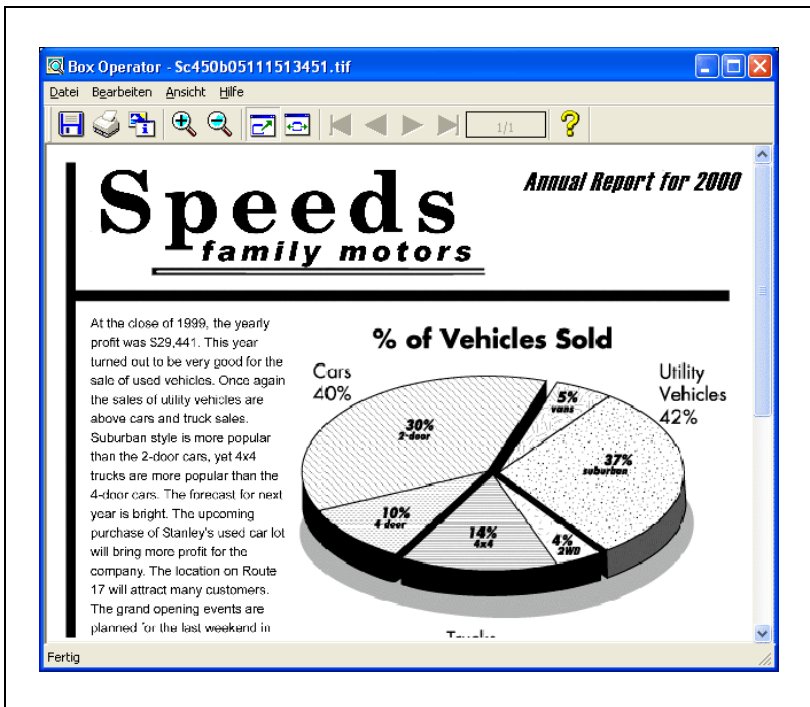 Box Operator - Sc450b05111513451.tif
Datei Bearbeiten Ansicht Hilfe
1/1
Speeds
family motors
Annual Report for 2000
At the close of 1999, the yearly
profit was $29,441. This year
turned out to be very good for the
sale of used vehicles. Once again
the sales of utility vehicles are
above cars and truck sales.
Suburban style is more popular
than the 2-door cars, yet 4x4
trucks are more popular than the
4-door cars. The forecast for next
year is bright. The upcoming
purchase of Stanley's used car lot
will bring more profit for the
company. The location on Route
17 will attract many customers.
The grand opening events are
planned for the last weekend in
% of Vehicles Sold
Cars
40%
Utility
Vehicles
42%
5%
vans
30%
2-door
37%
suburban
10%
4 door
14%
4x4
4%
2WD
Trucks
Fertig